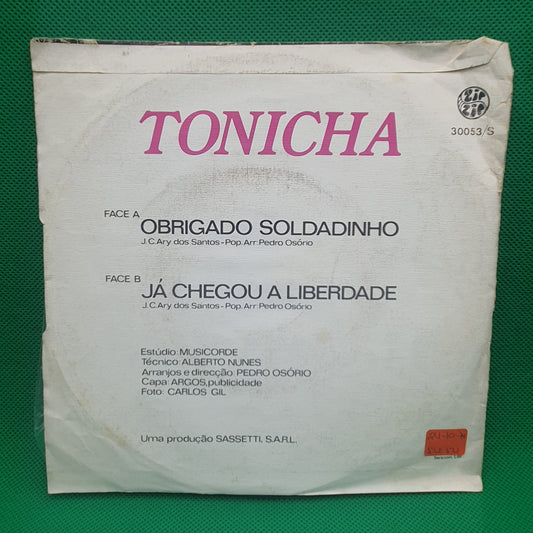 ZIP
ZIP
30053/S
TONICHA
FACE A
OBRIGADO SOLDADINHO
J.C.Ary dos Santos-Pop.Arr:Pedro Osório
FACE B
JÁ CHEGOU A LIBERDADE
J.C.Ary dos Santos-Pop.Arr:Pedro Osório
Estúdio: MUSICORDE
Técnico: ALBERTO NUNES
Arranjos e direcção: PEDRO OSÓRIO
Capa: ARGOS,publicidade
Foto: CARLOS GIL
Uma produção SASSETTI, S.A.R.L.